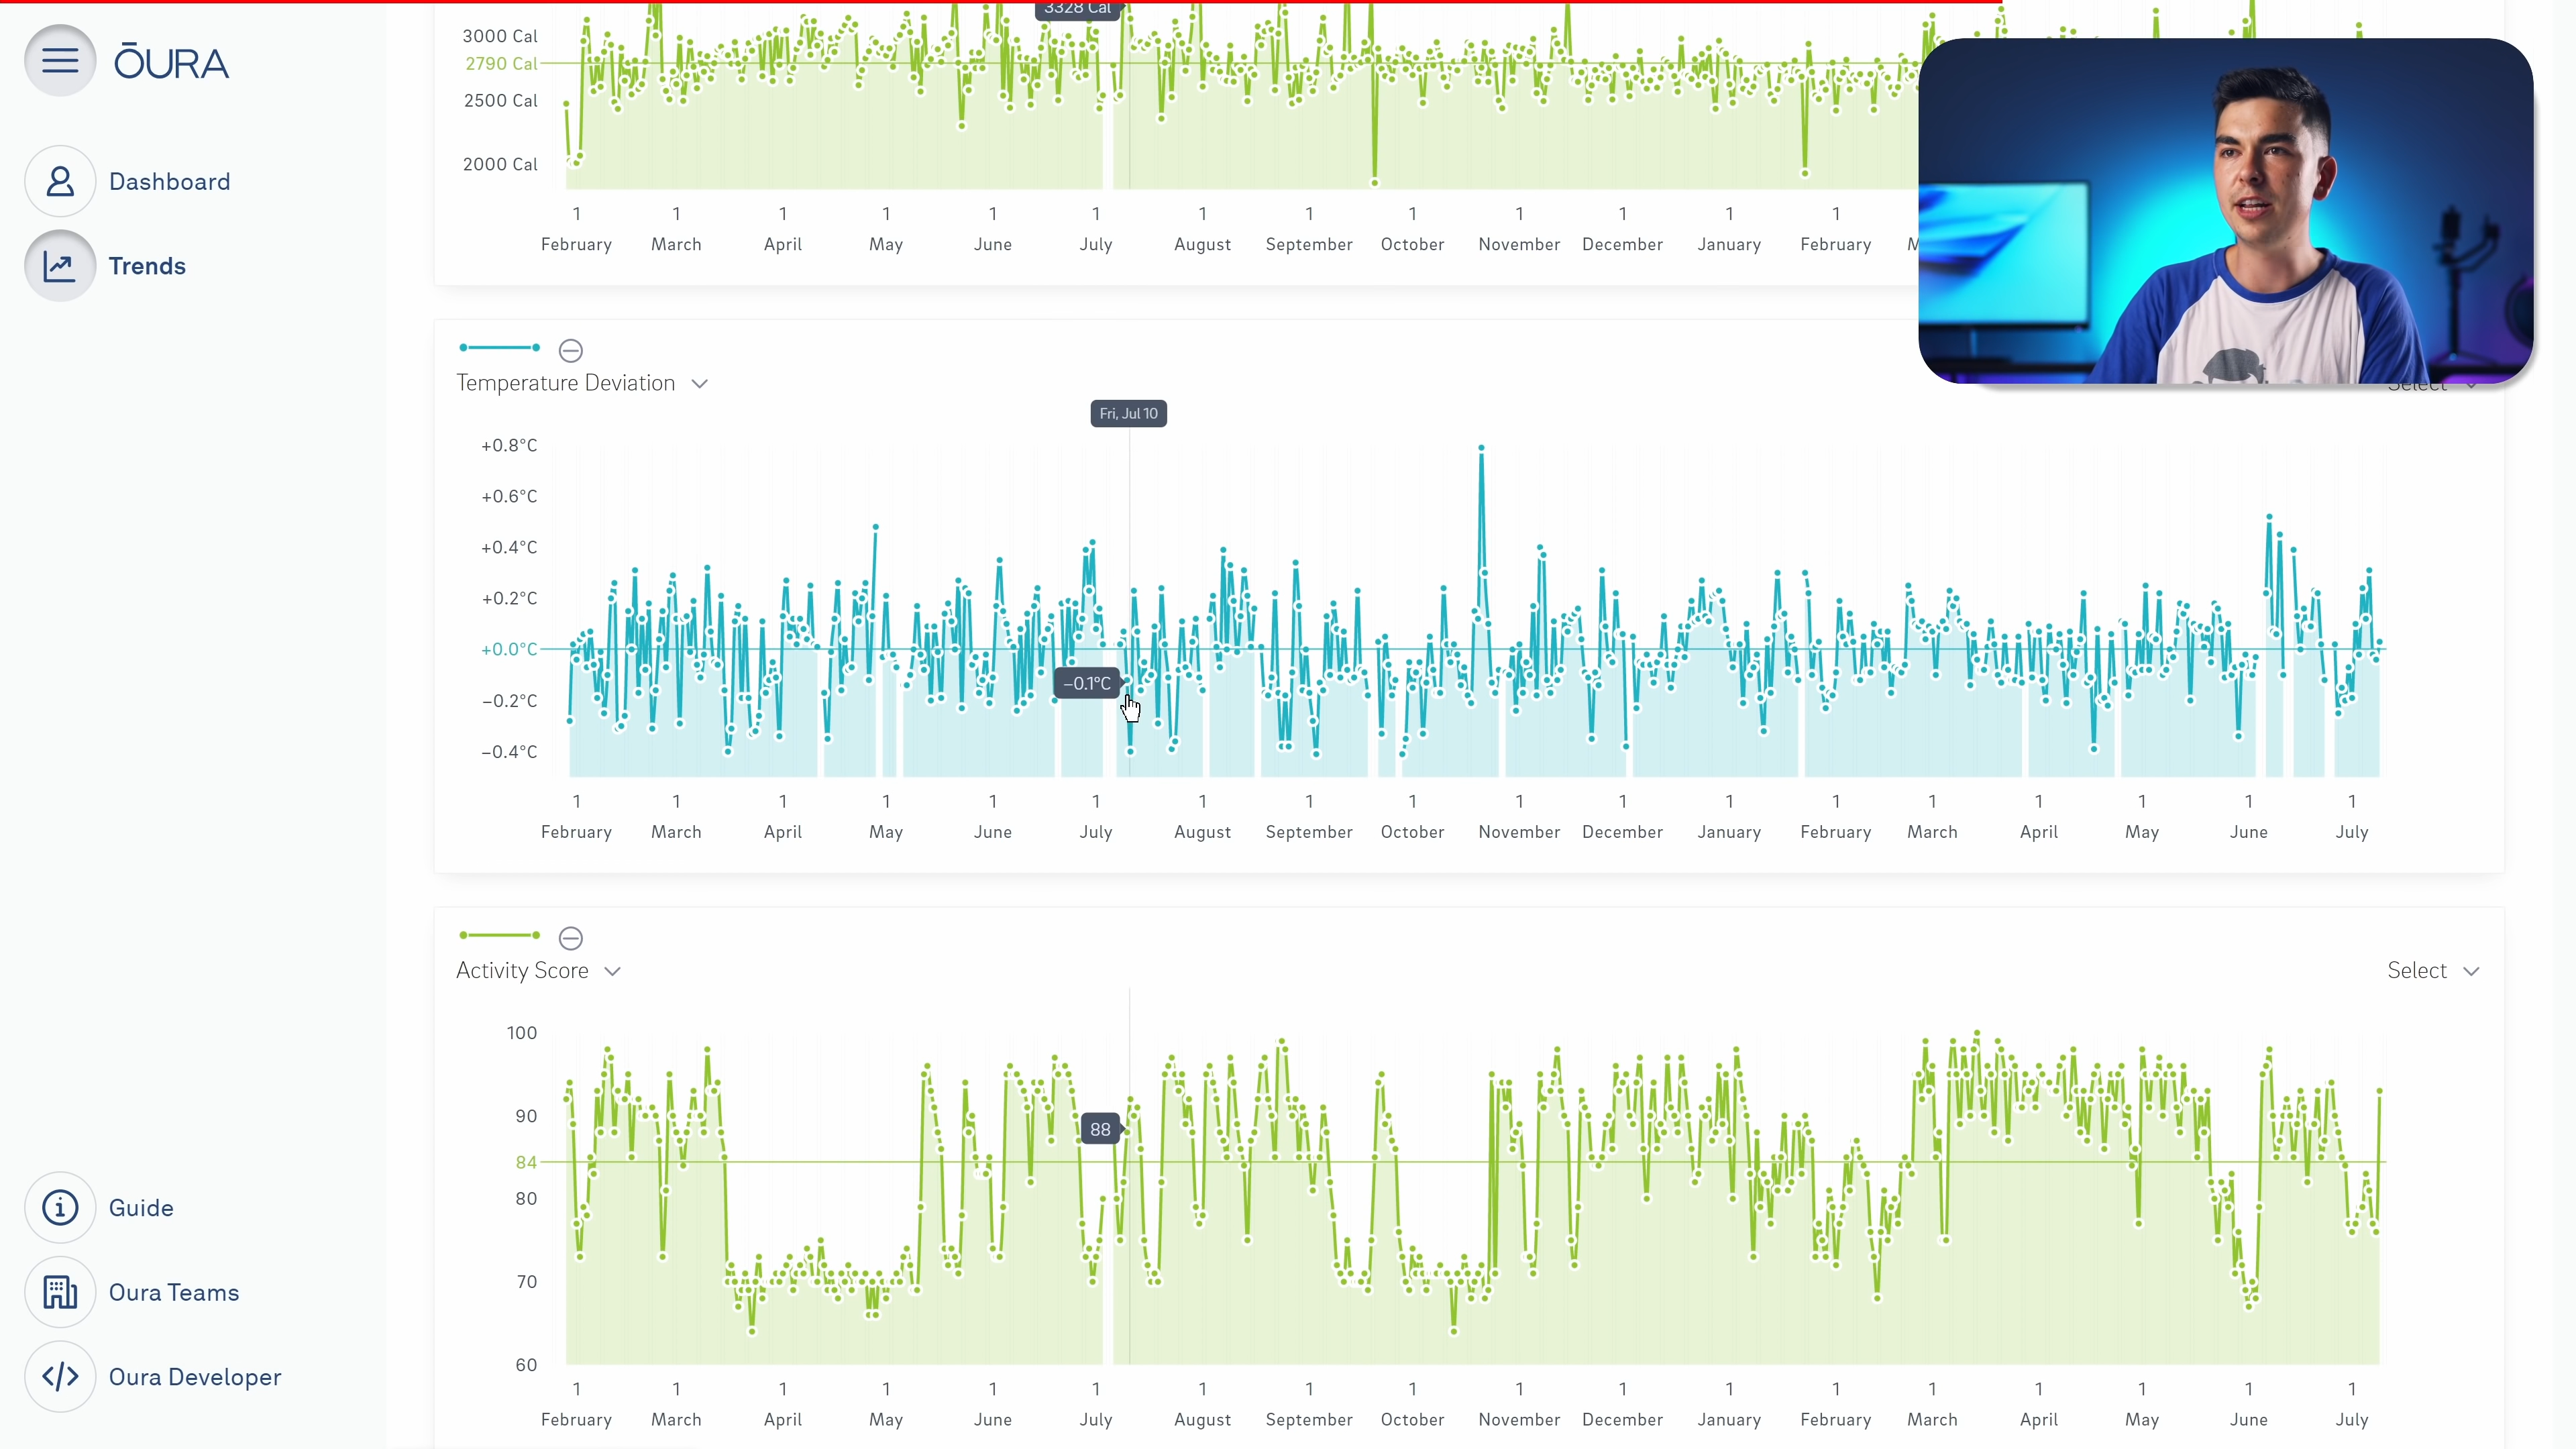 ŌURA
Dashboard
Trends
Guide
Oura Teams
Oura Developer
3328 Cal
3000 Cal
2790 Cal
2500 Cal
2000 Cal
1 1 1 1 1 1 1 1 1 1 1 1 1
February March April May June July August September October November December January February M
Temperature Deviation
Select
Fri, Jul 10
+0.8°C
+0.6°C
+0.4°C
+0.2°C
+0.0°C
−0.1°C
−0.2°C
−0.4°C
1 1 1 1 1 1 1 1 1 1 1 1 1 1 1 1 1 1
February March April May June July August September October November December January February March April May June July
Activity Score
Select
100
90
88
84
80
70
60
1 1 1 1 1 1 1 1 1 1 1 1 1 1 1 1 1 1
February March April May June July August September October November December January February March April May June July